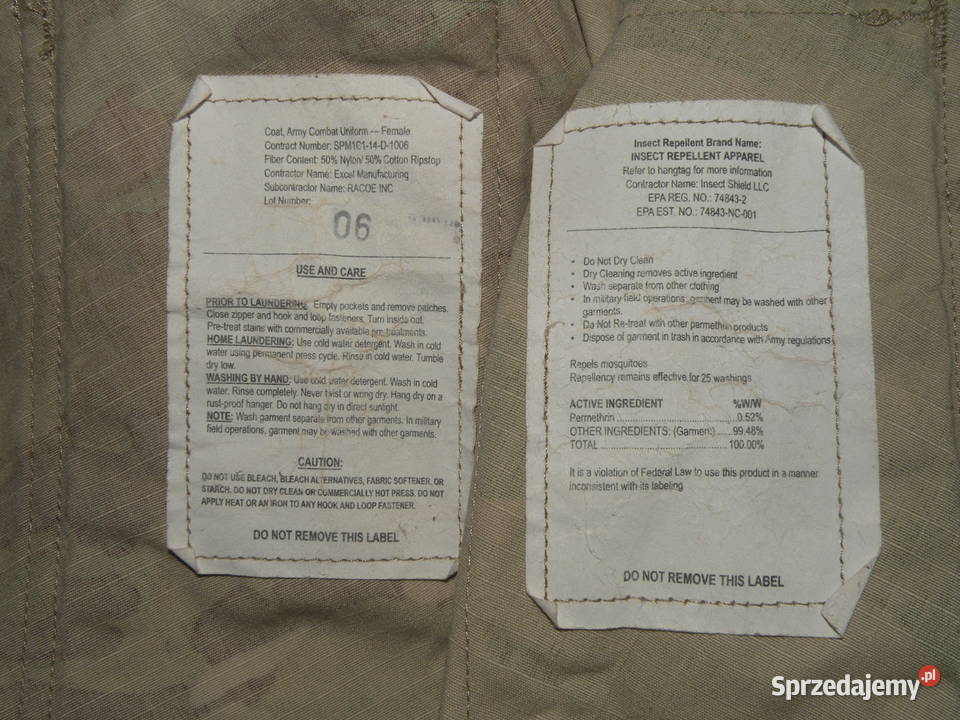 Coat, Army Combat Uniform — Female
Contract Number: SPM1C1-14-D-1006
Fiber Content: 50% Nylon/ 50% Cotton Ripstop
Contractor Name: Excel Manufacturing
Subcontractor Name: RACOE INC
Lot Number:
06
USE AND CARE
PRIOR TO LAUNDERING: Empty pockets and remove patches.
Close zipper and hook and loop fasteners. Turn inside out.
Pre-treat stains with commercially available pre-treatments.
HOME LAUNDERING: Use cold water detergent. Wash in cold
water using permanent press cycle. Rinse in cold water. Tumble
dry low.
WASHING BY HAND: Use cold water detergent. Wash in cold
water. Rinse completely. Never twist or wring dry. Hang dry on a
rust-proof hanger. Do not hang dry in direct sunlight.
NOTE: Wash garment separate from other garments. In military
field operations, garment may be washed with other garments.
CAUTION:
DO NOT USE BLEACH, BLEACH ALTERNATIVES, FABRIC SOFTENER, OR
STARCH. DO NOT DRY CLEAN OR COMMERCIALLY HOT PRESS. DO NOT
APPLY HEAT OR AN IRON TO ANY HOOK AND LOOP FASTENER.
DO NOT REMOVE THIS LABEL
Insect Repellent Brand Name:
INSECT REPELLENT APPAREL
Refer to hangtag for more information
Contractor Name: Insect Shield LLC
EPA REG. NO.: 74843-2
EPA EST. NO.: 74843-NC-001
• Do Not Dry Clean
• Dry Cleaning removes active ingredient
• Wash separate from other clothing
• In military field operations, garment may be washed with other
garments.
• Do Not Re-treat with other permethrin products
• Dispose of garment in trash in accordance with Army regulations
Repels mosquitoes
Repellency remains effective for 25 washings
ACTIVE INGREDIENT %W/W
Permethrin 0.52%
OTHER INGREDIENTS: (Garment) 99.48%
TOTAL 100.00%
It is a violation of Federal Law to use this product in a manner
inconsistent with its labeling
DO NOT REMOVE THIS LABEL
Sprzedajemy.pl